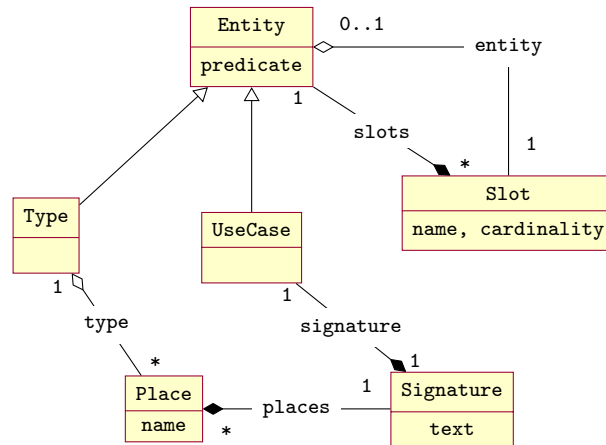 Entity
predicate
0..1
entity
1
slots
*
1
Slot
name, cardinality
Type
UseCase
1
type
*
1
signature
1
Place
name
*
places
1
Signature
text